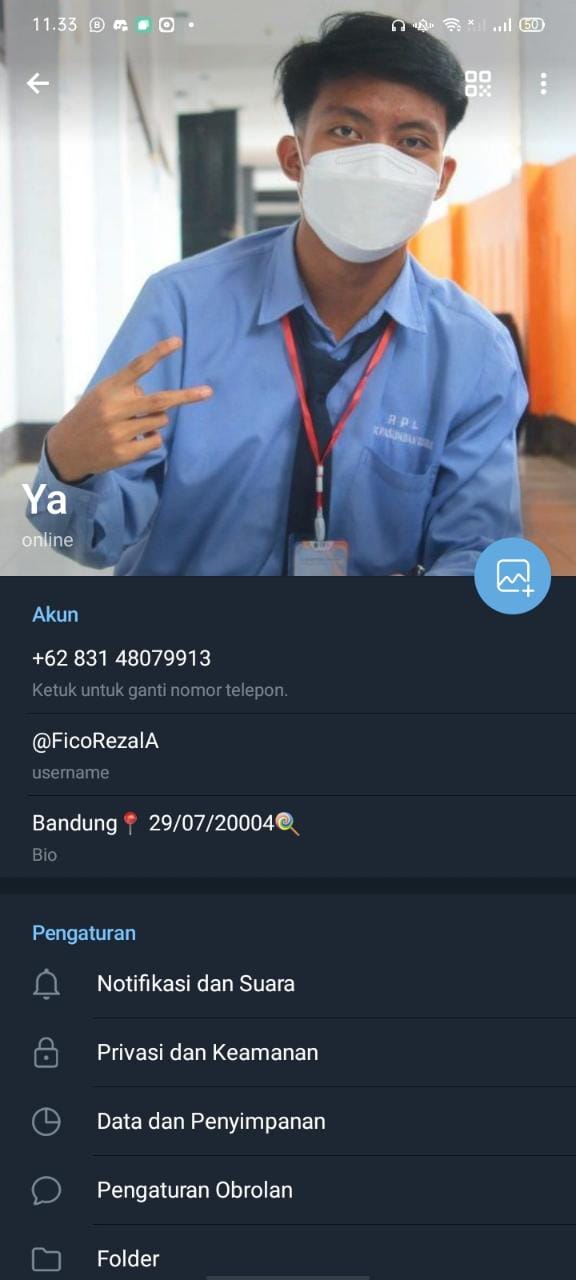 11.33
50
Ya
online
R P L
Akun
+62 831 48079913
Ketuk untuk ganti nomor telepon.
@FicoRezalA
username
Bandung📍 29/07/20004🍭
Bio
Pengaturan
Notifikasi dan Suara
Privasi dan Keamanan
Data dan Penyimpanan
Pengaturan Obrolan
Folder